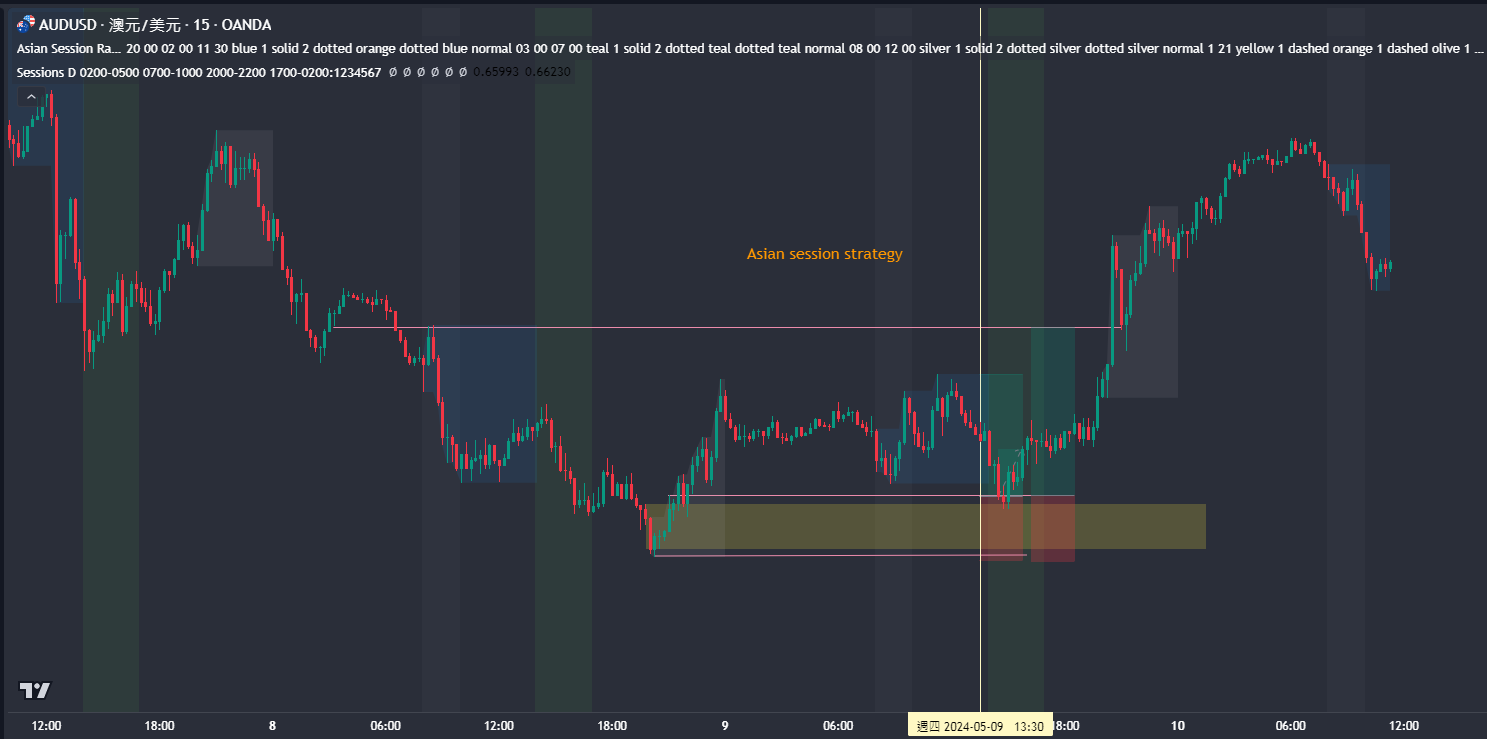 AUDUSD · 澳元/美元 · 15 · OANDA
Asian Session Ra... 20 00 02 00 11 30 blue 1 solid 2 dotted orange dotted blue normal 03 00 07 00 teal 1 solid 2 dotted teal dotted teal normal 08 00 12 00 silver 1 solid 2 dotted silver dotted silver normal 1 21 yellow 1 dashed orange 1 dashed olive 1 ...
Sessions D 0200-0500 0700-1000 2000-2200 1700-0200:1234567 Ø Ø Ø Ø Ø Ø 0.65993 0.66230
Asian session strategy
12:00 18:00 8 06:00 12:00 18:00 9 06:00 週四 2024-05-09 13:30 18:00 10 06:00 12:00